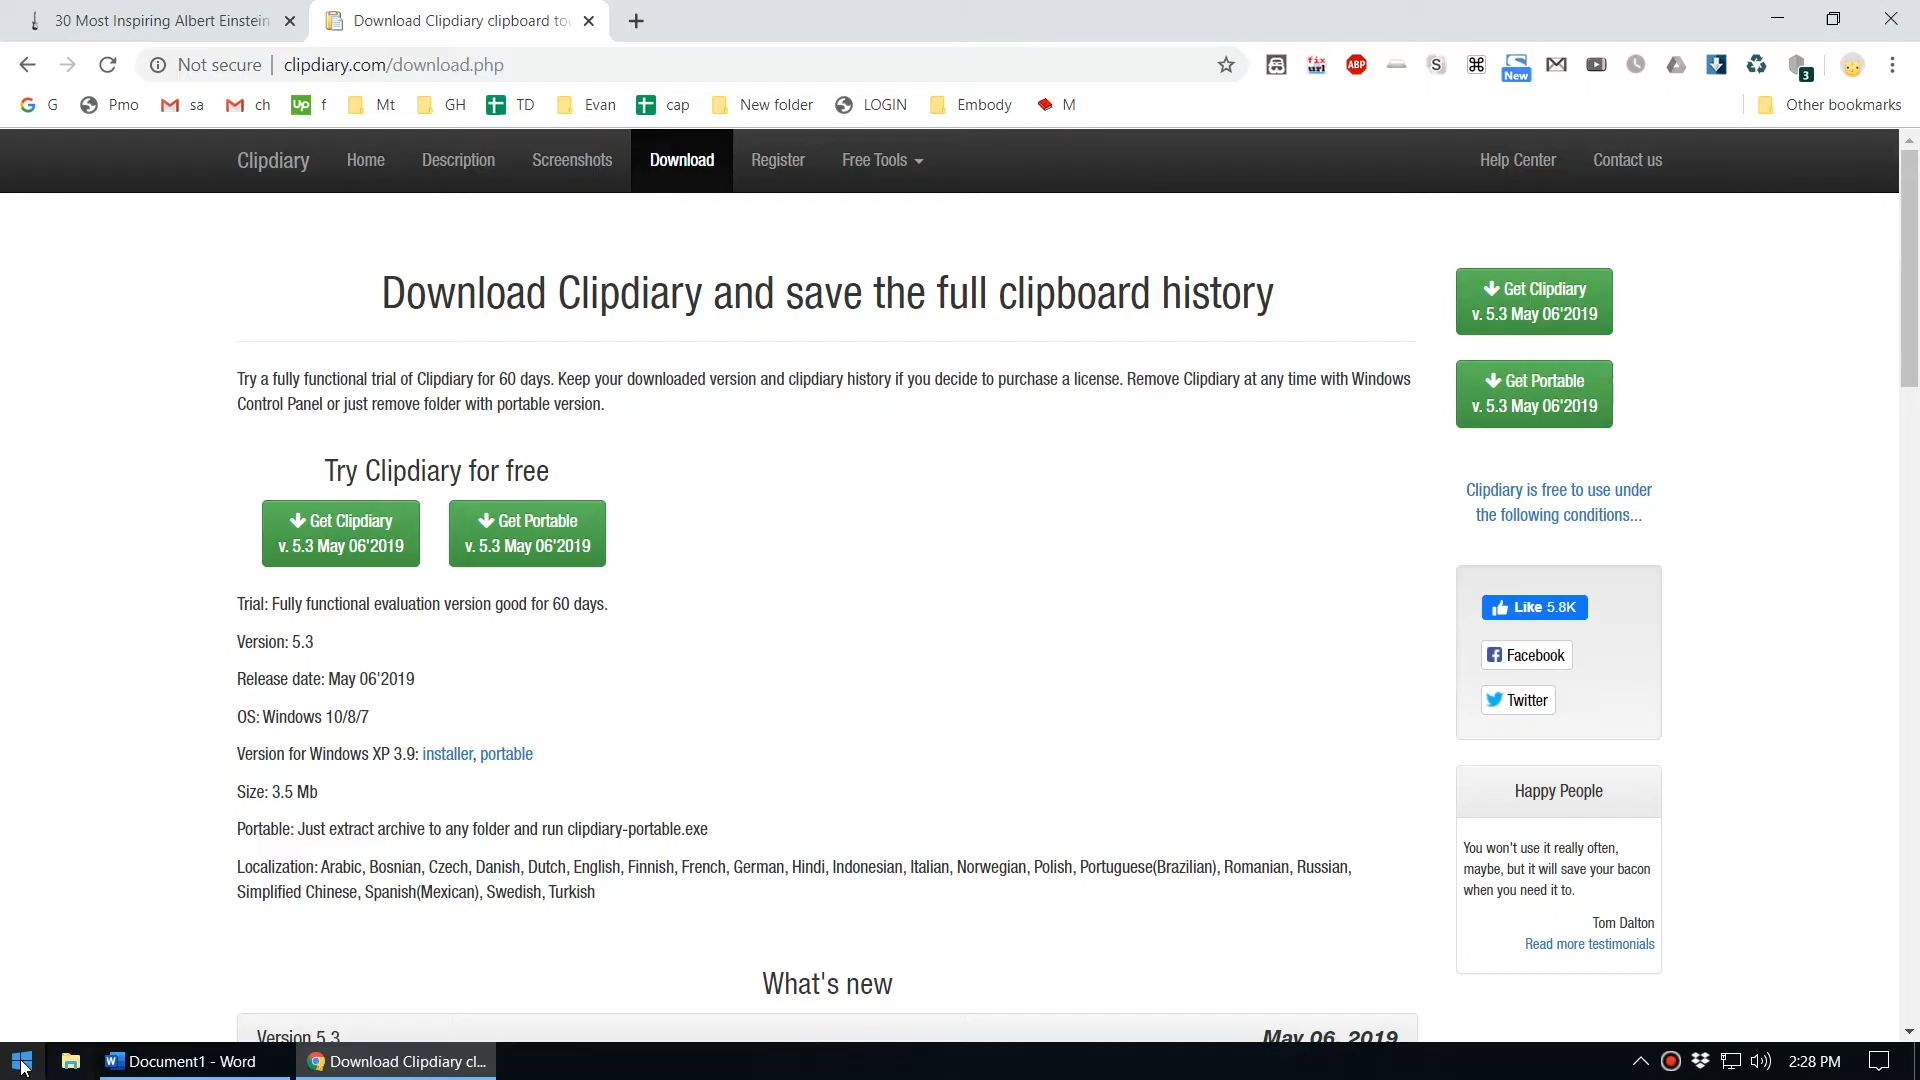 30 Most Inspiring Albert Einstein
Download Clipdiary clipboard to
Not secure | clipdiary.com/download.php
fix url
ABP
S
New
3
G
Pmo
sa
ch
up
f
Mt
GH
TD
Evan
cap
New folder
LOGIN
Embody
M
Other bookmarks
Clipdiary
Home
Description
Screenshots
Download
Register
Free Tools
Help Center
Contact us
Download Clipdiary and save the full clipboard history
Try a fully functional trial of Clipdiary for 60 days. Keep your downloaded version and clipdiary history if you decide to purchase a license. Remove Clipdiary at any time with Windows
Control Panel or just remove folder with portable version.
Try Clipdiary for free
Get Clipdiary
v. 5.3 May 06'2019
Get Portable
v. 5.3 May 06'2019
Trial: Fully functional evaluation version good for 60 days.
Version: 5.3
Release date: May 06'2019
OS: Windows 10/8/7
Version for Windows XP 3.9: installer, portable
Size: 3.5 Mb
Portable: Just extract archive to any folder and run clipdiary-portable.exe
Localization: Arabic, Bosnian, Czech, Danish, Dutch, English, Finnish, French, German, Hindi, Indonesian, Italian, Norwegian, Polish, Portuguese(Brazilian), Romanian, Russian,
Simplified Chinese, Spanish(Mexican), Swedish, Turkish
What's new
Version 5.3
May 06, 2019
Get Clipdiary
v. 5.3 May 06'2019
Get Portable
v. 5.3 May 06'2019
Clipdiary is free to use under
the following conditions...
Like 5.8K
Facebook
Twitter
Happy People
You won't use it really often,
maybe, but it will save your bacon
when you need it to.
Tom Dalton
Read more testimonials
Document1 - Word
Download Clipdiary cl...
2:28 PM